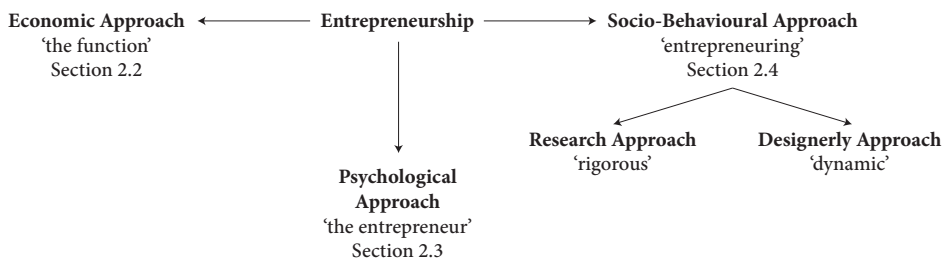 Economic Approach
‘the function’
Section 2.2
Entrepreneurship
Socio-Behavioural Approach
‘entrepreneuring’
Section 2.4
Research Approach
‘rigorous’
Designerly Approach
‘dynamic’
Psychological
Approach
‘the entrepreneur’
Section 2.3